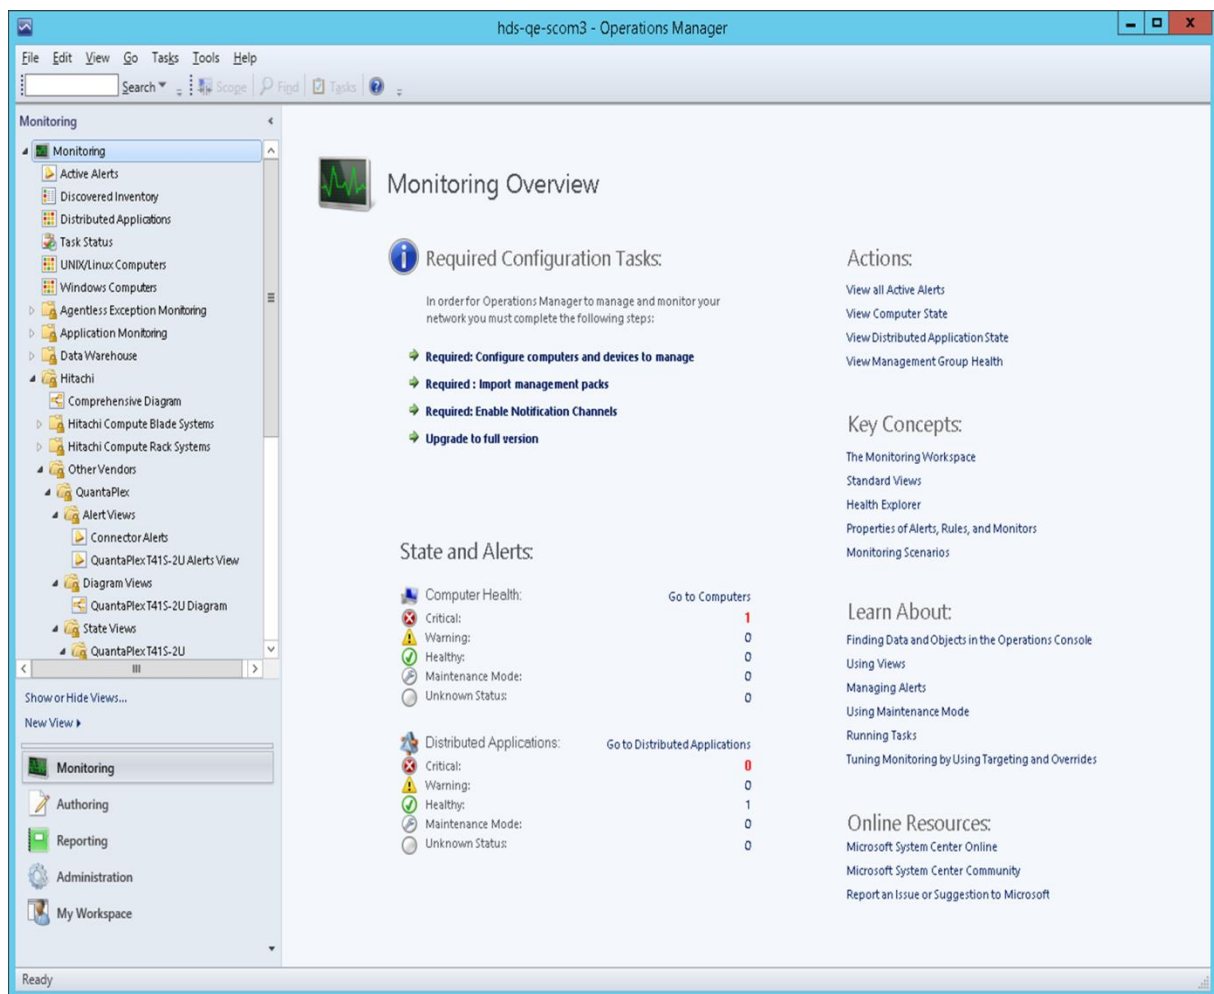 hds-qe-scom3 - Operations Manager
File Edit View Go Tasks Tools Help
Search Scope Find Tasks
Monitoring
Monitoring
Active Alerts
Discovered Inventory
Distributed Applications
Task Status
UNIX/Linux Computers
Windows Computers
Agentless Exception Monitoring
Application Monitoring
Data Warehouse
Hitachi
Comprehensive Diagram
Hitachi Compute Blade Systems
Hitachi Compute Rack Systems
Other Vendors
QuantaPlex
Alert Views
Connector Alerts
QuantaPlex T41S-2U Alerts View
Diagram Views
QuantaPlex T41S-2U Diagram
State Views
QuantaPlex T41S-2U
Show or Hide Views...
New View
Monitoring
Authoring
Reporting
Administration
My Workspace
Monitoring Overview
Required Configuration Tasks:
In order for Operations Manager to manage and monitor your
network you must complete the following steps:
Required: Configure computers and devices to manage
Required : Import management packs
Required: Enable Notification Channels
Upgrade to full version
State and Alerts:
Computer Health: Go to Computers
Critical: 1
Warning: 0
Healthy: 0
Maintenance Mode: 0
Unknown Status: 0
Distributed Applications: Go to Distributed Applications
Critical: 0
Warning: 0
Healthy: 1
Maintenance Mode: 0
Unknown Status: 0
Actions:
View all Active Alerts
View Computer State
View Distributed Application State
View Management Group Health
Key Concepts:
The Monitoring Workspace
Standard Views
Health Explorer
Properties of Alerts, Rules, and Monitors
Monitoring Scenarios
Learn About:
Finding Data and Objects in the Operations Console
Using Views
Managing Alerts
Using Maintenance Mode
Running Tasks
Tuning Monitoring by Using Targeting and Overrides
Online Resources:
Microsoft System Center Online
Microsoft System Center Community
Report an Issue or Suggestion to Microsoft
Ready